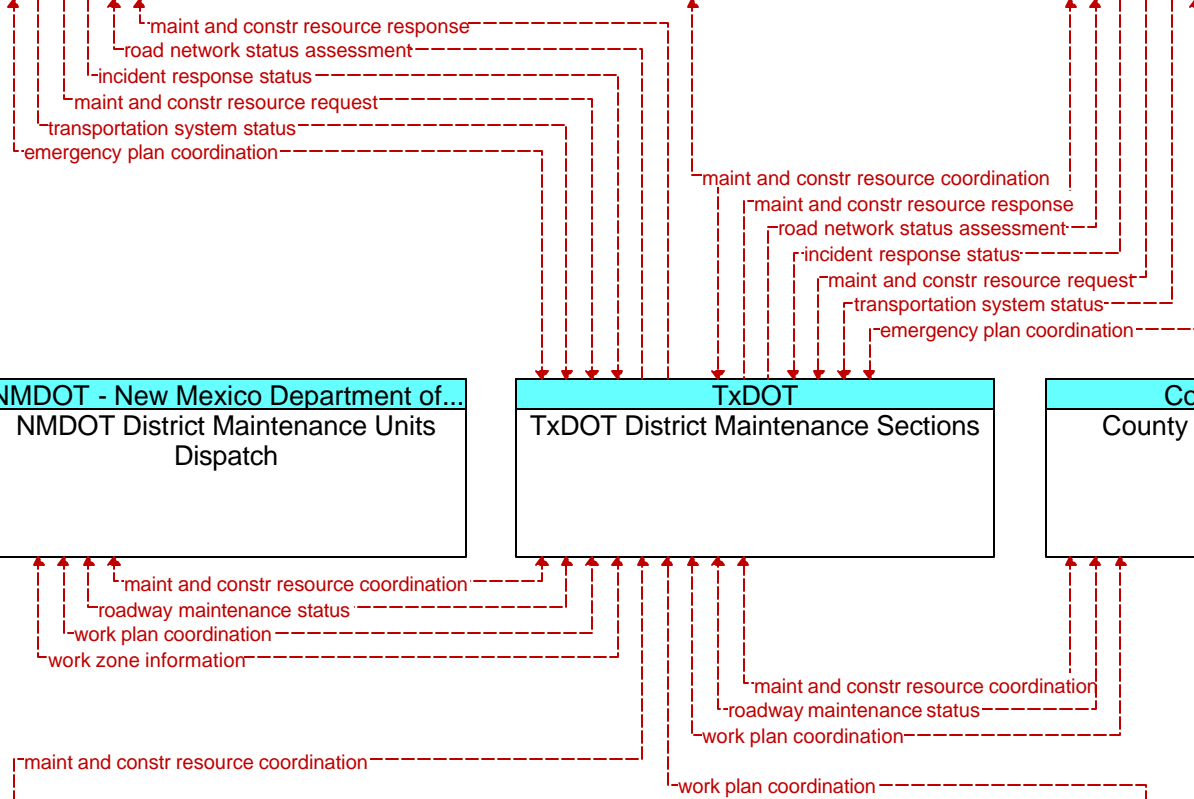 maint and constr resource response
road network status assessment
incident response status
maint and constr resource request
transportation system status
emergency plan coordination
maint and constr resource coordination
maint and constr resource response
road network status assessment
incident response status
maint and constr resource request
transportation system status
emergency plan coordination
NMDOT - New Mexico Department of...
NMDOT District Maintenance Units
Dispatch
TxDOT
TxDOT District Maintenance Sections
Co
County
maint and constr resource coordination
roadway maintenance status
work plan coordination
work zone information
maint and constr resource coordination
roadway maintenance status
work plan coordination
maint and constr resource coordination
work plan coordination